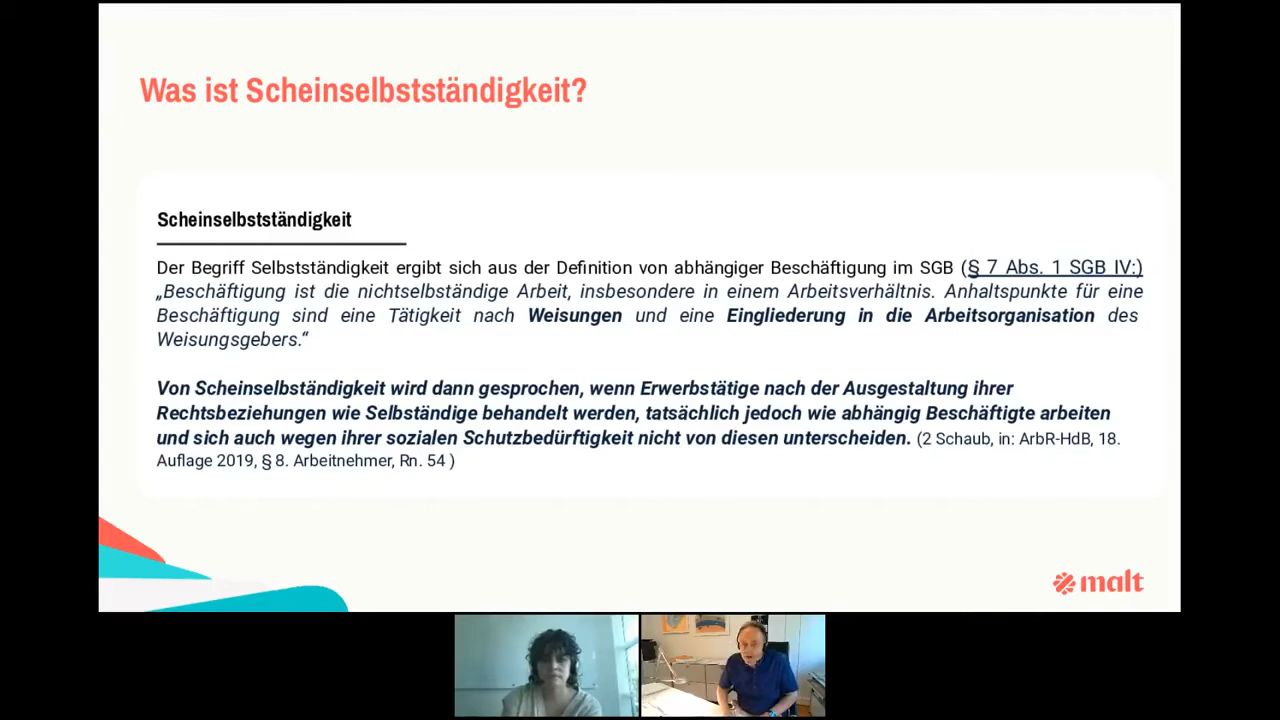 Was ist Scheinselbstständigkeit?
Scheinselbstständigkeit
Der Begriff Selbstständigkeit ergibt sich aus der Definition von abhängiger Beschäftigung im SGB (§ 7 Abs. 1 SGB IV:)
„Beschäftigung ist die nichtselbständige Arbeit, insbesondere in einem Arbeitsverhältnis. Anhaltspunkte für eine
Beschäftigung sind eine Tätigkeit nach Weisungen und eine Eingliederung in die Arbeitsorganisation des
Weisungsgebers.“
Von Scheinselbständigkeit wird dann gesprochen, wenn Erwerbstätige nach der Ausgestaltung ihrer
Rechtsbeziehungen wie Selbständige behandelt werden, tatsächlich jedoch wie abhängig Beschäftigte arbeiten
und sich auch wegen ihrer sozialen Schutzbedürftigkeit nicht von diesen unterscheiden. (2 Schaub, in: ArbR-HdB, 18.
Auflage 2019, § 8. Arbeitnehmer, Rn. 54 )
malt